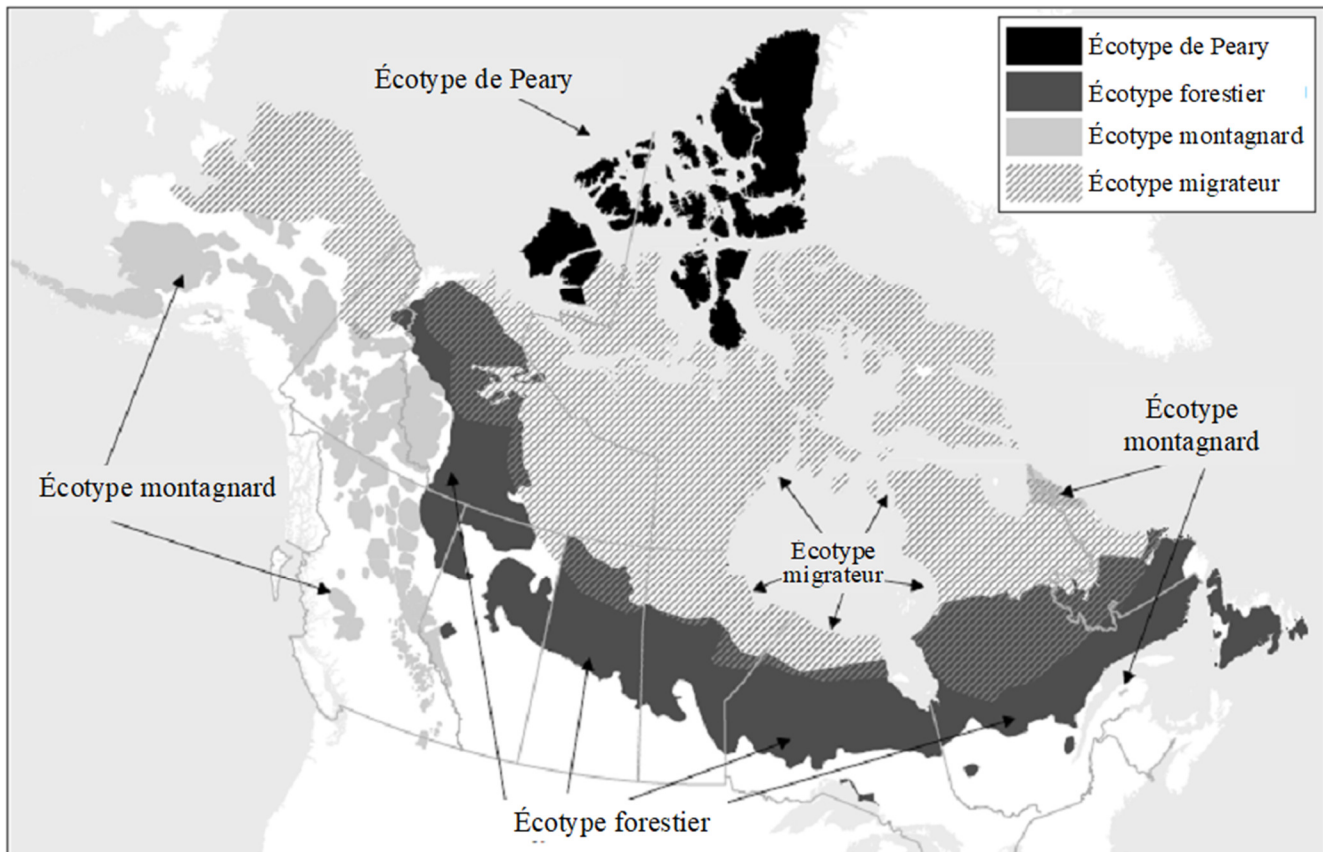 Écotype de Peary
Écotype forestier
Écotype montagnard
Écotype migrateur
Écotype de Peary
Écotype
montagnard
Écotype montagnard
Écotype
migrateur
Écotype forestier